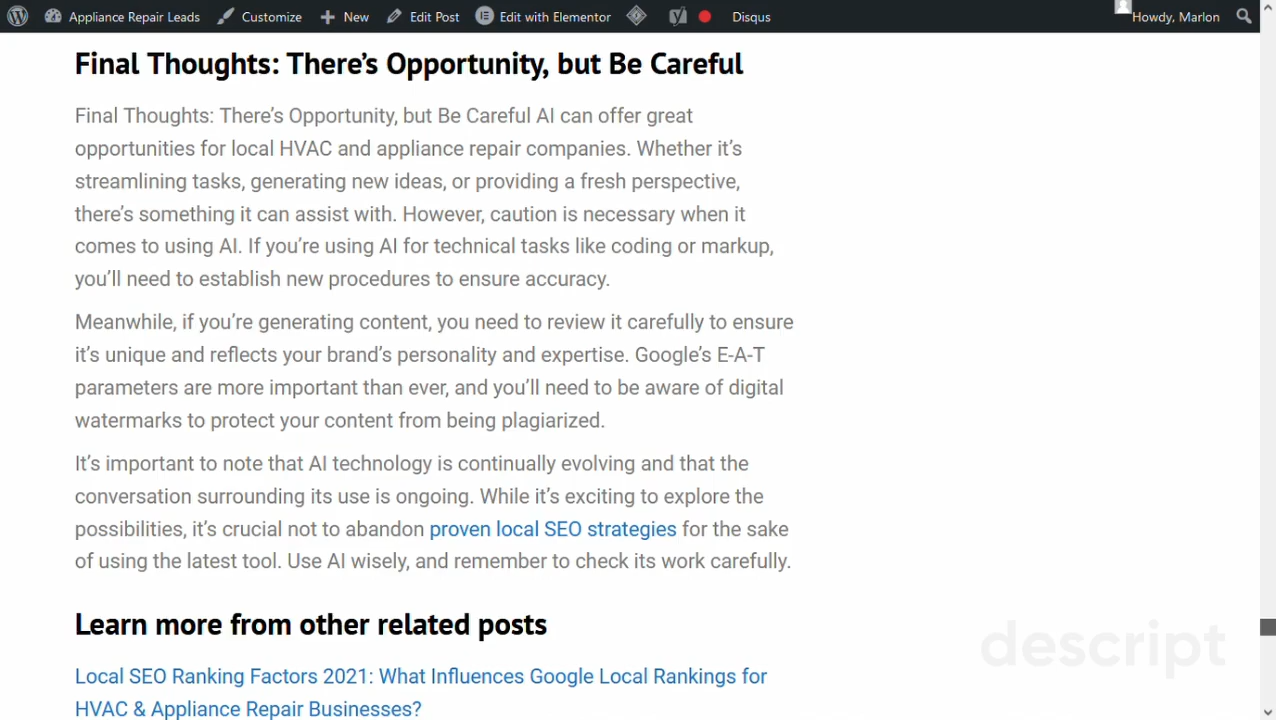 Appliance Repair Leads Customize New Edit Post Edit with Elementor Disqus Howdy, Marlon
Final Thoughts: There's Opportunity, but Be Careful
Final Thoughts: There's Opportunity, but Be Careful AI can offer great
opportunities for local HVAC and appliance repair companies. Whether it's
streamlining tasks, generating new ideas, or providing a fresh perspective,
there's something it can assist with. However, caution is necessary when it
comes to using AI. If you're using AI for technical tasks like coding or markup,
you'll need to establish new procedures to ensure accuracy.
Meanwhile, if you're generating content, you need to review it carefully to ensure
it's unique and reflects your brand's personality and expertise. Google's E-A-T
parameters are more important than ever, and you'll need to be aware of digital
watermarks to protect your content from being plagiarized.
It's important to note that AI technology is continually evolving and that the
conversation surrounding its use is ongoing. While it's exciting to explore the
possibilities, it's crucial not to abandon proven local SEO strategies for the sake
of using the latest tool. Use AI wisely, and remember to check its work carefully.
Learn more from other related posts
descript
Local SEO Ranking Factors 2021: What Influences Google Local Rankings for
HVAC & Appliance Repair Businesses?